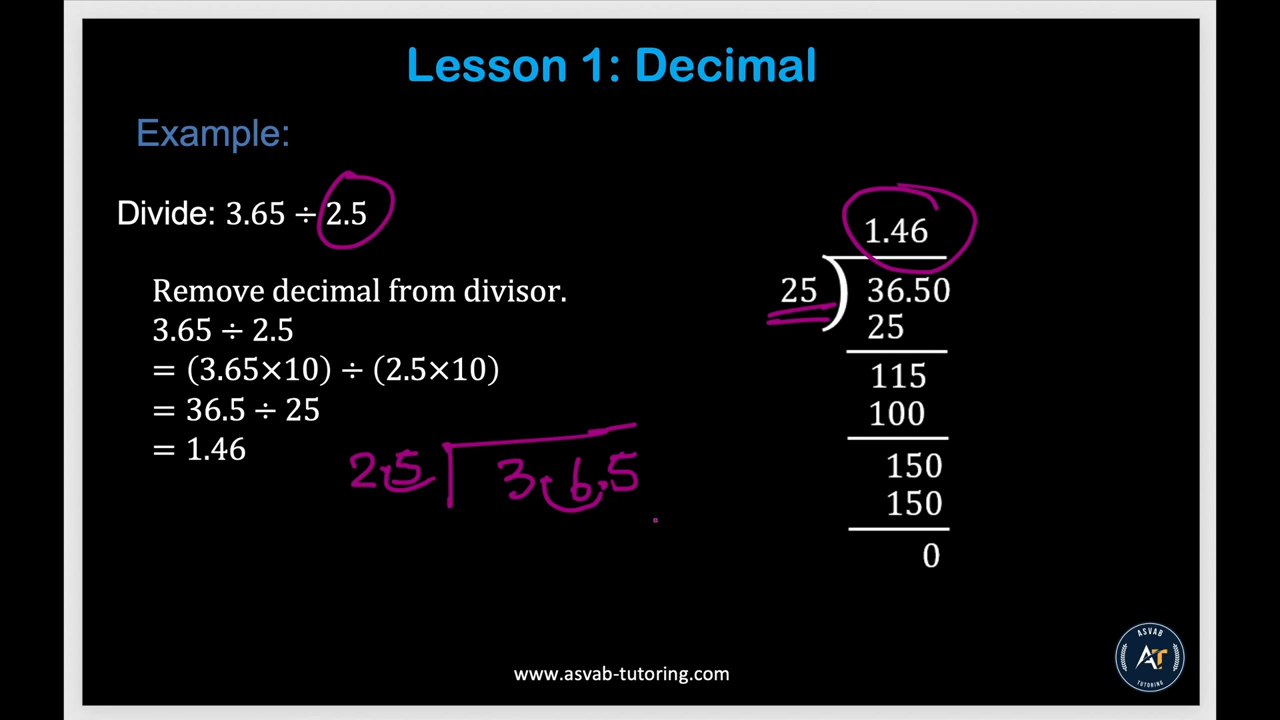 Lesson 1: Decimal
Example:
Divide: 3.65 ÷ 2.5
Remove decimal from divisor.
3.65 ÷ 2.5
= (3.65×10) ÷ (2.5×10)
= 36.5 ÷ 25
= 1.46
2.5 3.6.5
1.46
25 36.50
25
115
100
150
150
0
www.asvab-tutoring.com
ASVAB
AT
TUTORING